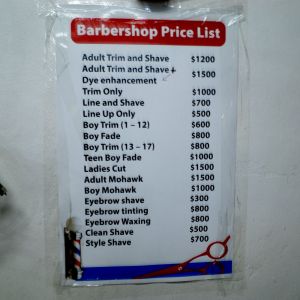 Barbershop Price List
Adult Trim and Shave $1200
Adult Trim and Shave + $1500
Dye enhancement
Trim Only $1000
Line and Shave $700
Line Up Only $500
Boy Trim (1 – 12) $600
Boy Fade $800
Boy Trim (13 – 17) $800
Teen Boy Fade $1000
Ladies Cut $1500
Adult Mohawk $1500
Boy Mohawk $1000
Eyebrow shave $300
Eyebrow tinting $800
Eyebrow Waxing $800
Clean Shave $500
Style Shave $700